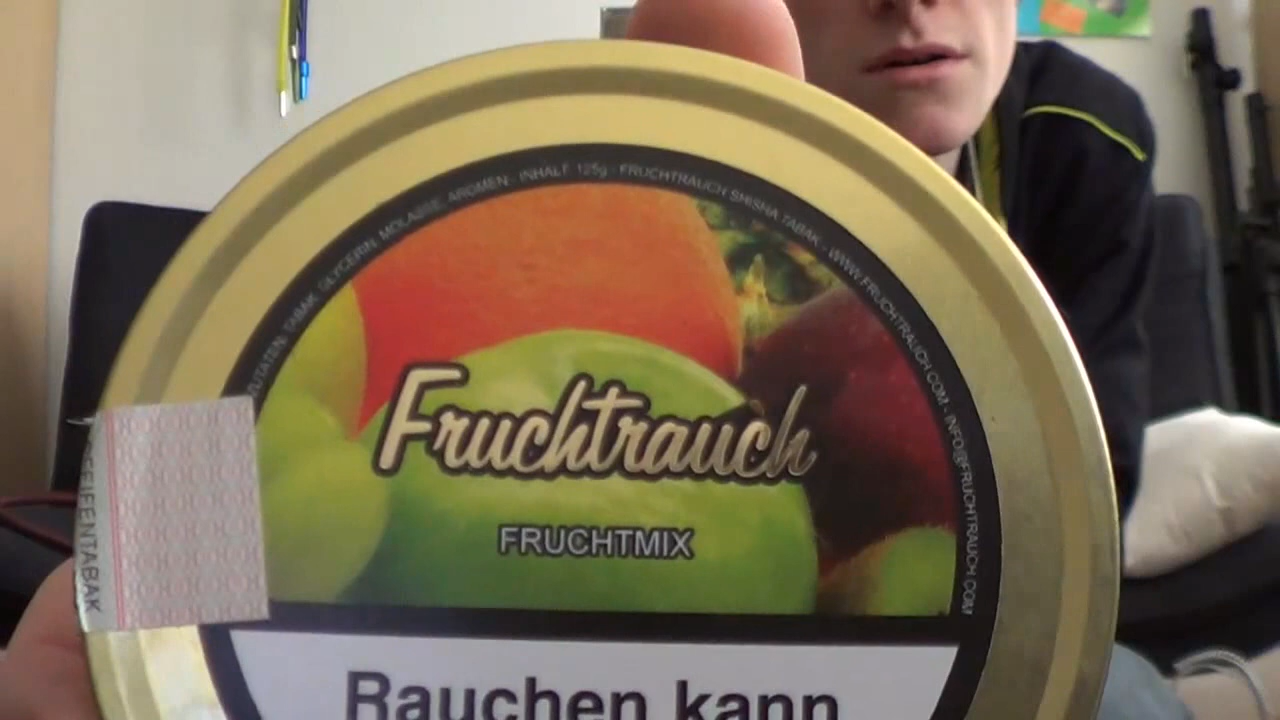 ZUTATEN: TABAK, GLYCERIN, MOLASSE, AROMEN - INHALT 125g - FRUCHTRAUCH SHISHA TABAK - WWW.FRUCHTRAUCH.COM - INFO@FRUCHTRAUCH.COM
Fruchtrauch
FRUCHTMIX
PFEIFENTABAK
Rauchen kann